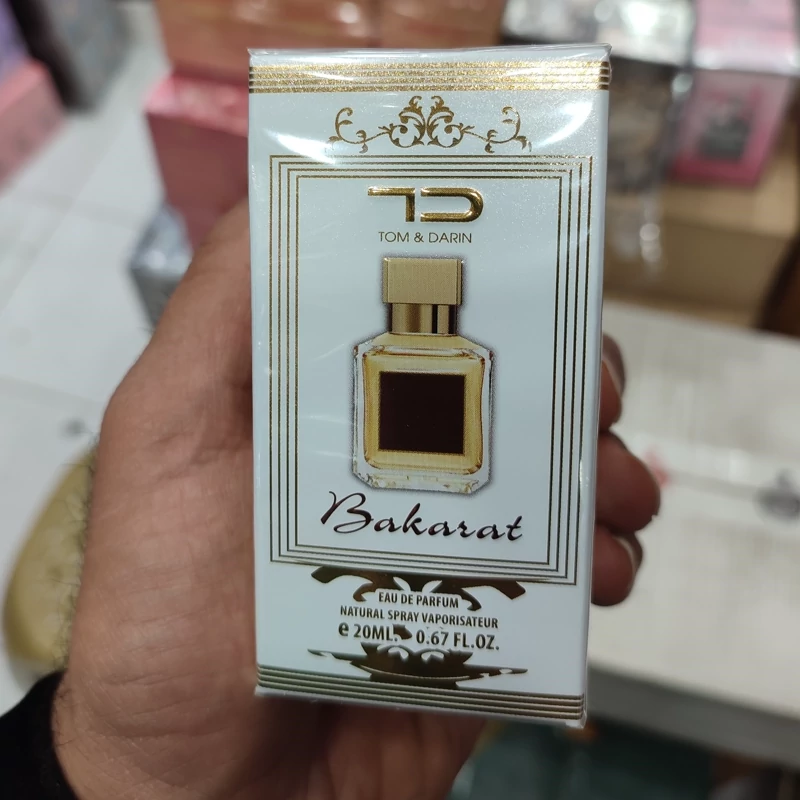 TD
TOM & DARIN
Bakarat
EAU DE PARFUM
NATURAL SPRAY VAPORISATEUR
e 20ML. 0.67 FL.OZ.